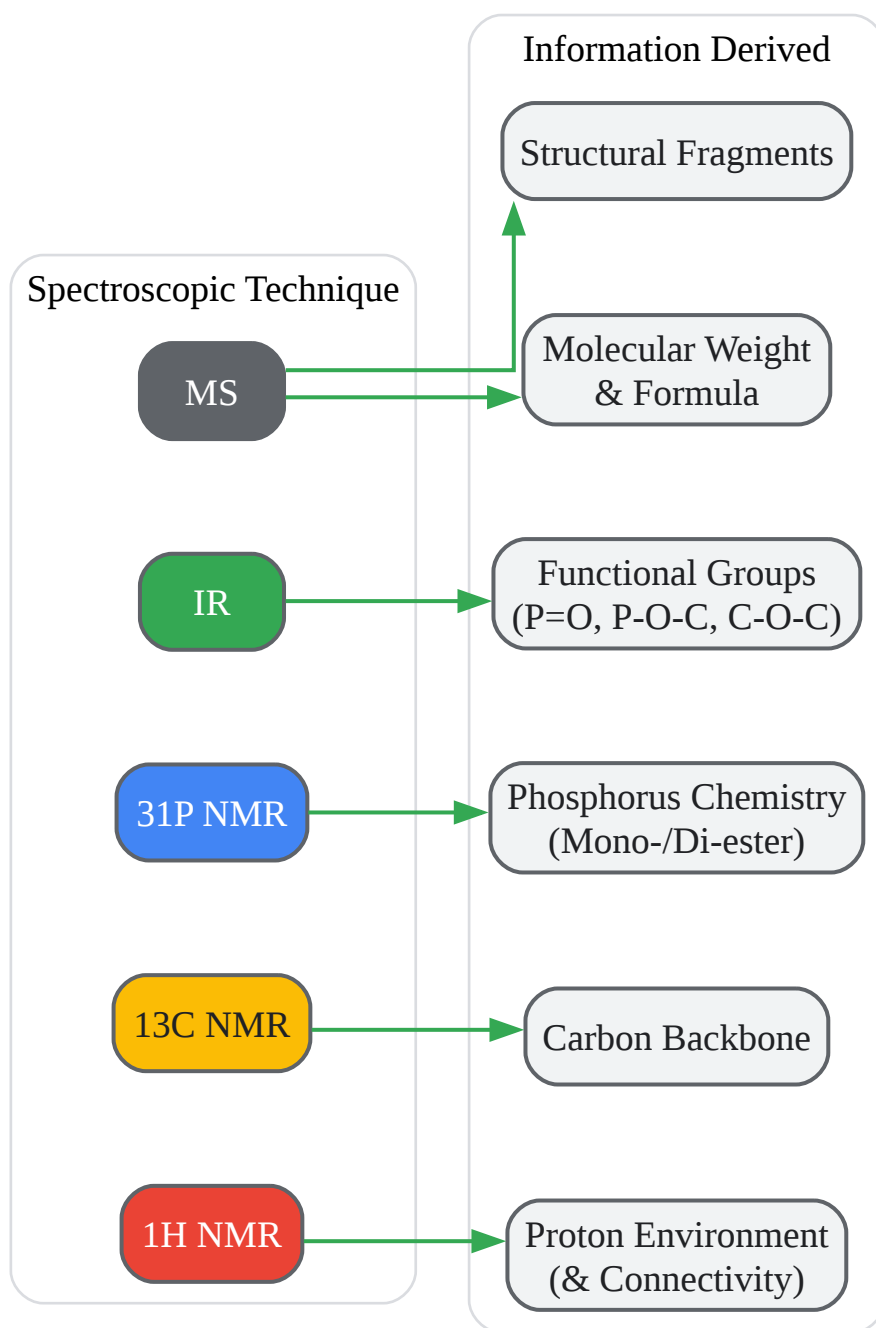 Information Derived
Structural Fragments
Spectroscopic Technique
MS
Molecular Weight
& Formula
IR
Functional Groups
(P=O, P-O-C, C-O-C)
31P NMR
Phosphorus Chemistry
(Mono-/Di-ester)
13C NMR
Carbon Backbone
1H NMR
Proton Environment
(& Connectivity)